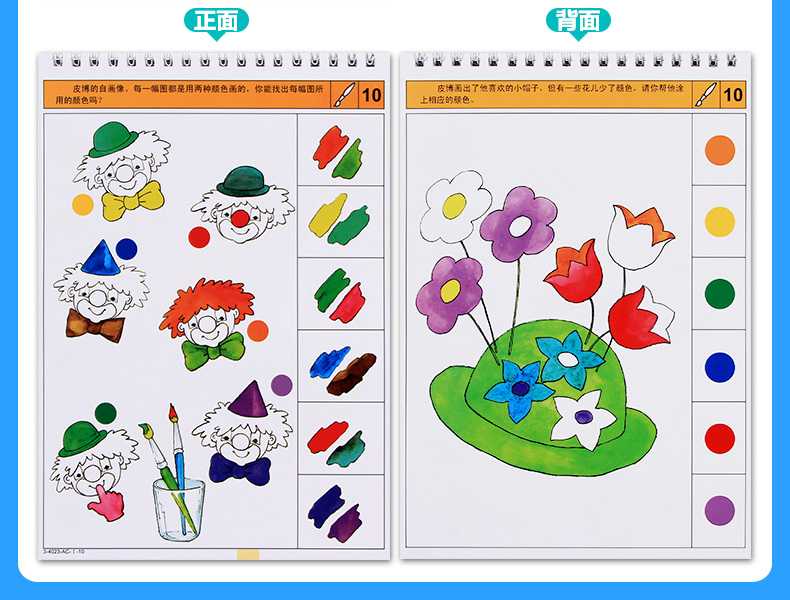 正面
背面
皮博的自画像，每一幅图都是用两种颜色画的，你能找出每幅图所
用的颜色吗？
10
皮博画出了他喜欢的小帽子，但有一些花儿少了颜色，请你帮他涂
上相应的颜色。
10
3-4023-AC-Ⅰ-10